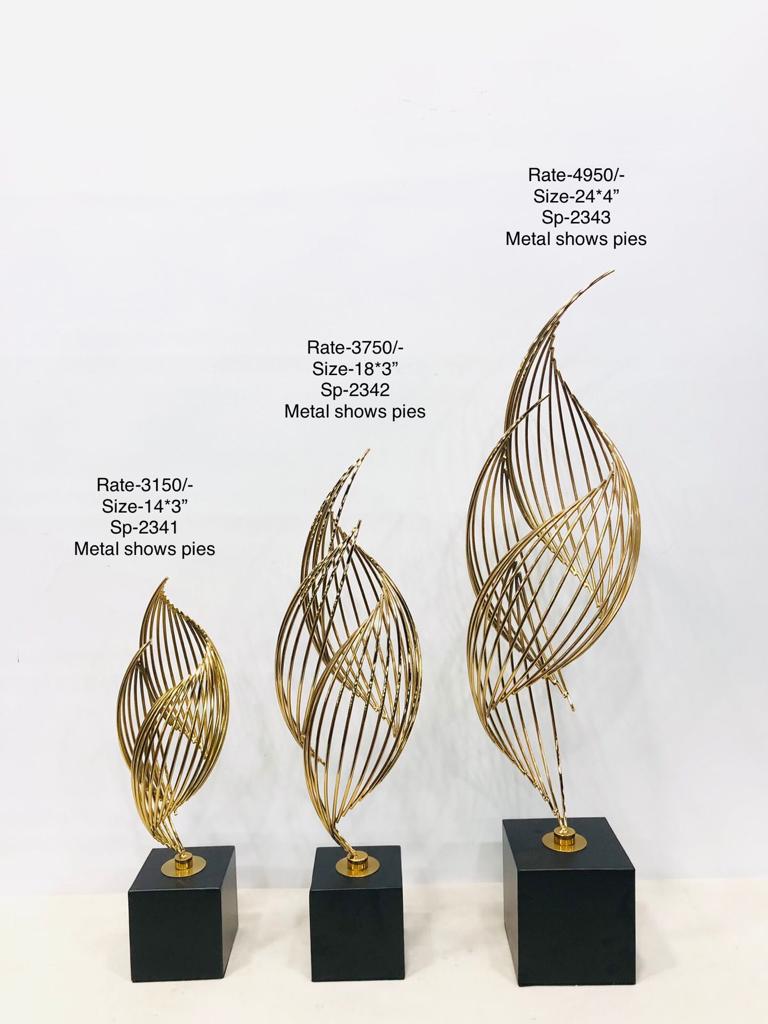 Rate-4950/-
Size-24*4”
Sp-2343
Metal shows pies
Rate-3750/-
Size-18*3”
Sp-2342
Metal shows pies
Rate-3150/-
Size-14*3”
Sp-2341
Metal shows pies